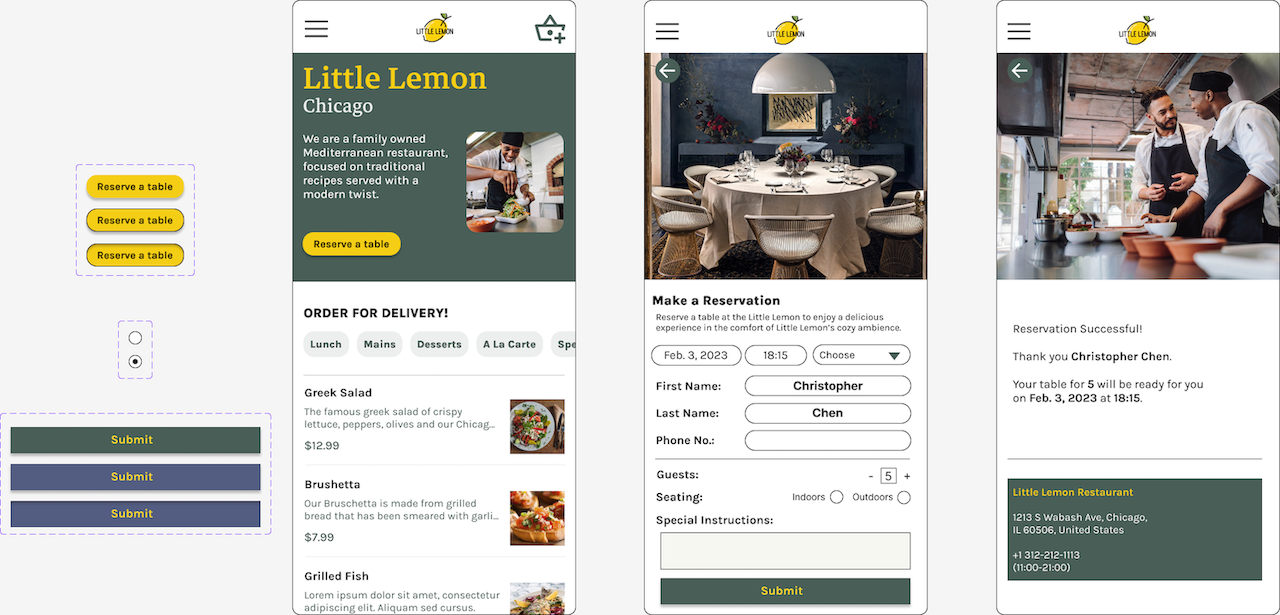 Reserve a table
Reserve a table
Reserve a table
Submit
Submit
Submit
LITTLE LEMON
Little Lemon
Chicago
We are a family owned
Mediterranean restaurant,
focused on traditional
recipes served with a
modern twist.
Reserve a table
ORDER FOR DELIVERY!
Lunch Mains Desserts A La Carte Spe
Greek Salad
The famous greek salad of crispy
lettuce, peppers, olives and our Chicag...
$12.99
Brushetta
Our Bruschetta is made from grilled
bread that has been smeared with garli...
$7.99
Grilled Fish
Lorem ipsum dolor sit amet, consectetur
adipiscing elit. Aliquam sed cursus.
LITTLE LEMON
Make a Reservation
Reserve a table at the Little Lemon to enjoy a delicious
experience in the comfort of Little Lemon's cozy ambience.
Feb. 3, 2023 18:15 Choose
First Name: Christopher
Last Name: Chen
Phone No.:
Guests: - 5 +
Seating: Indoors Outdoors
Special Instructions:
Submit
LITTLE LEMON
Reservation Successful!
Thank you Christopher Chen.
Your table for 5 will be ready for you
on Feb. 3, 2023 at 18:15.
Little Lemon Restaurant
1213 S Wabash Ave, Chicago,
IL 60506, United States
+1 312-212-1113
(11:00-21:00)